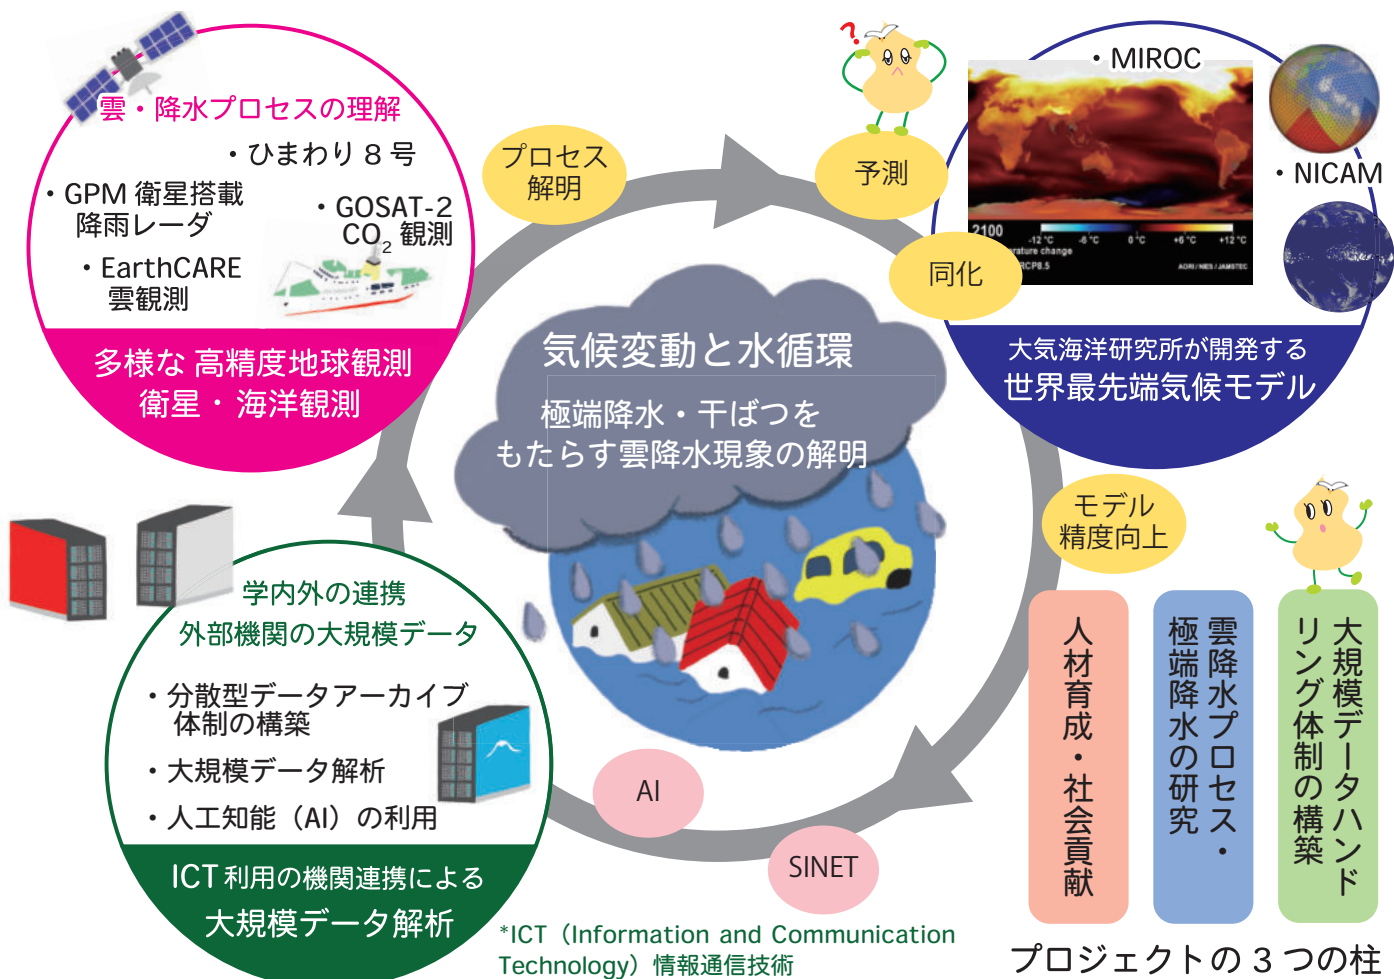 雲・降水プロセスの理解
・ひまわり 8 号
・GPM 衛星搭載
降雨レーダ
・GOSAT-2
CO2 観測
・EarthCARE
雲観測
多様な 高精度地球観測
衛星・海洋観測
プロセス
解明
?
予測
同化
・MIROC
・NICAM
2100
-12 °C
-6 °C
0 °C
+6 °C
+12 °C
rature change
RCP8.5
AORI / NIES / JAMSTEC
大気海洋研究所が開発する
世界最先端気候モデル
気候変動と水循環
極端降水・干ばつを
もたらす雲降水現象の解明
モデル
精度向上
学内外の連携
外部機関の大規模データ
・分散型データアーカイブ
体制の構築
・大規模データ解析
・人工知能（AI）の利用
ICT 利用の機関連携による
大規模データ解析
AI
SINET
*ICT（Information and Communication
Technology）情報通信技術
大規模データハンド
リング体制の構築
雲降水プロセス・
極端降水の研究
人材育成・社会貢献
プロジェクトの 3 つの柱